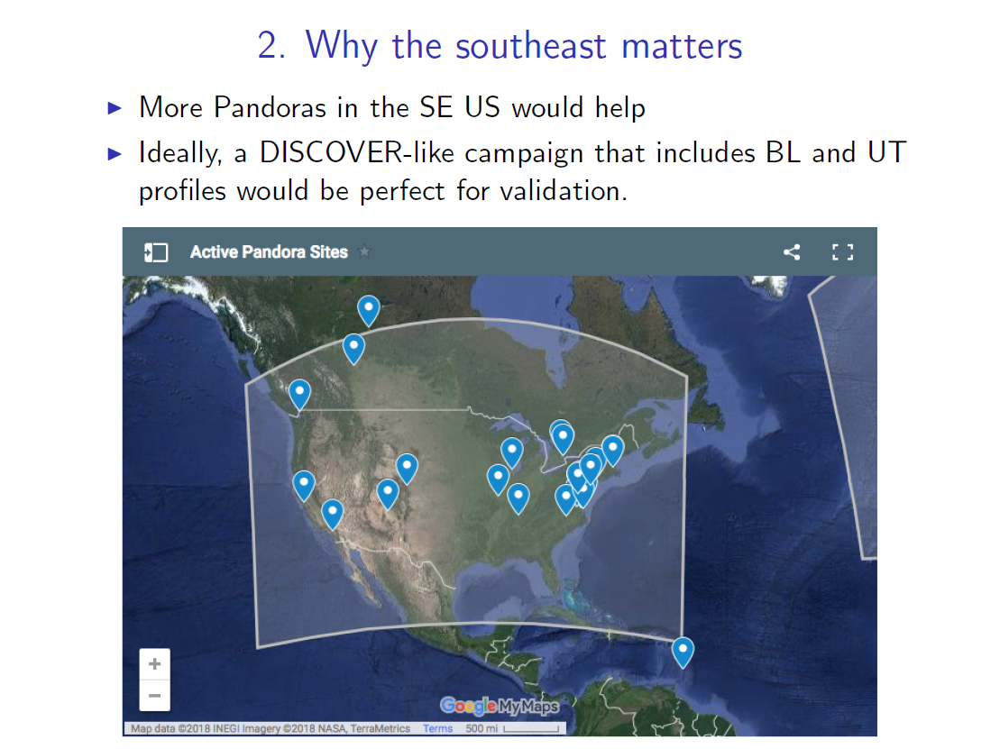 2. Why the southeast matters
More Pandoras in the SE US would help
Ideally, a DISCOVER-like campaign that includes BL and UT
profiles would be perfect for validation.
Active Pandora Sites
+
−
Google My Maps
Map data ©2018 INEGI Imagery ©2018 NASA, TerraMetrics Terms 500 mi